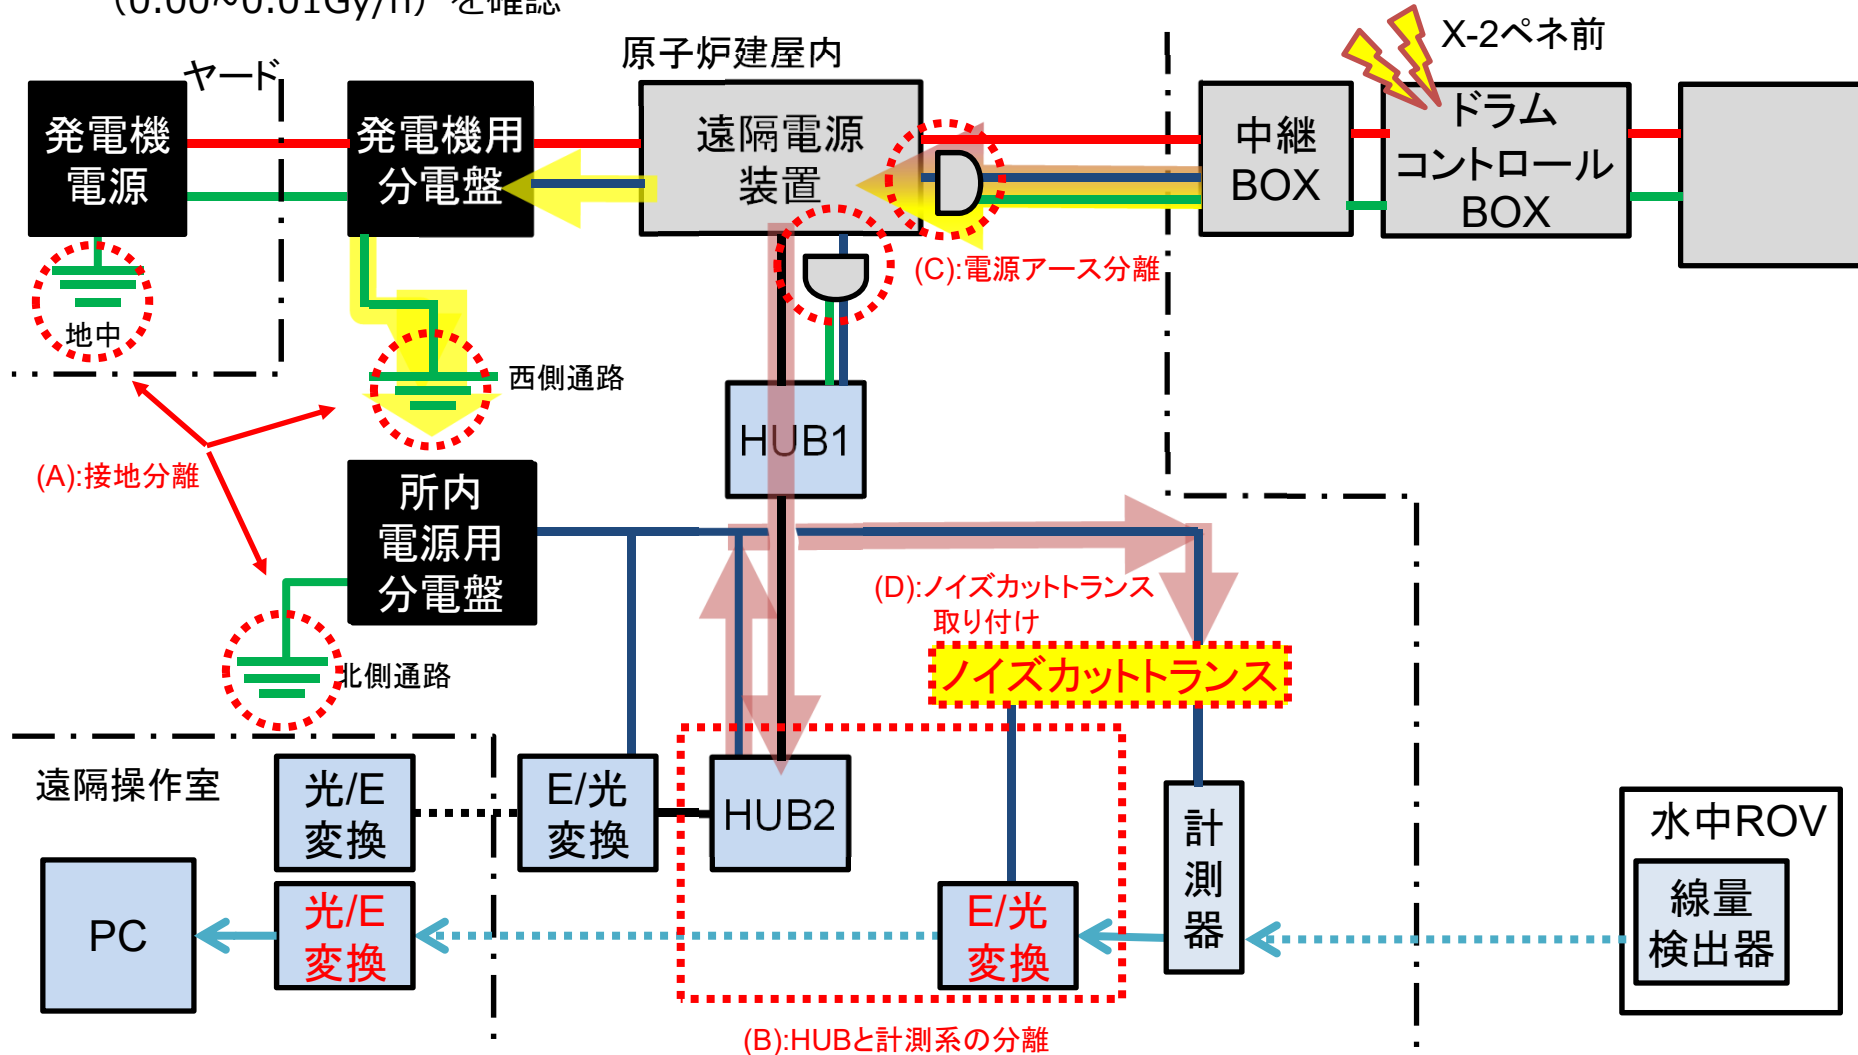 （0.00~0.01Gy/h）を確認
ヤード
原子炉建屋内
X-2ペネ前
発電機
電源
発電機用
分電盤
遠隔電源
装置
中継
BOX
ドラム
コントロール
BOX
(C):電源アース分離
地中
西側通路
(A):接地分離
HUB1
所内
電源用
分電盤
(D):ノイズカットトランス
取り付け
北側通路
ノイズカットトランス
遠隔操作室
光/E
変換
E/光
変換
HUB2
計
測
器
水中ROV
線量
検出器
PC
光/E
変換
E/光
変換
(B):HUBと計測系の分離